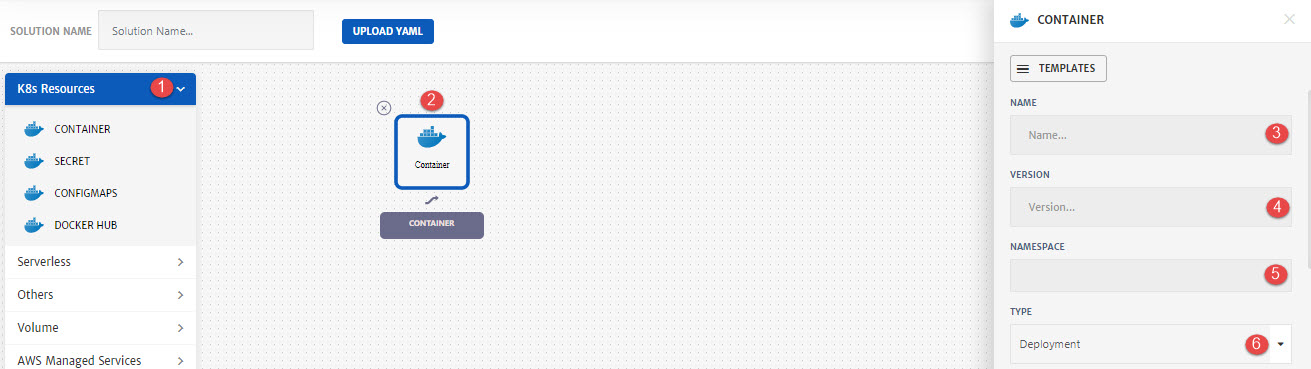 SOLUTION NAME
Solution Name...
UPLOAD YAML
K8s Resources
1
CONTAINER
SECRET
CONFIGMAPS
DOCKER HUB
Serverless
Others
Volume
AWS Managed Services
2
Container
CONTAINER
CONTAINER
TEMPLATES
NAME
Name...
3
VERSION
Version...
4
NAMESPACE
5
TYPE
Deployment
6